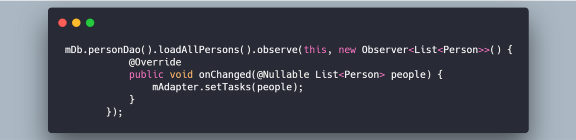 mDb.personDao().loadAllPersons().observe(this, new Observer<List<Person>>() {
@Override
public void onChanged(@Nullable List<Person> people) {
mAdapter.setTasks(people);
}
});